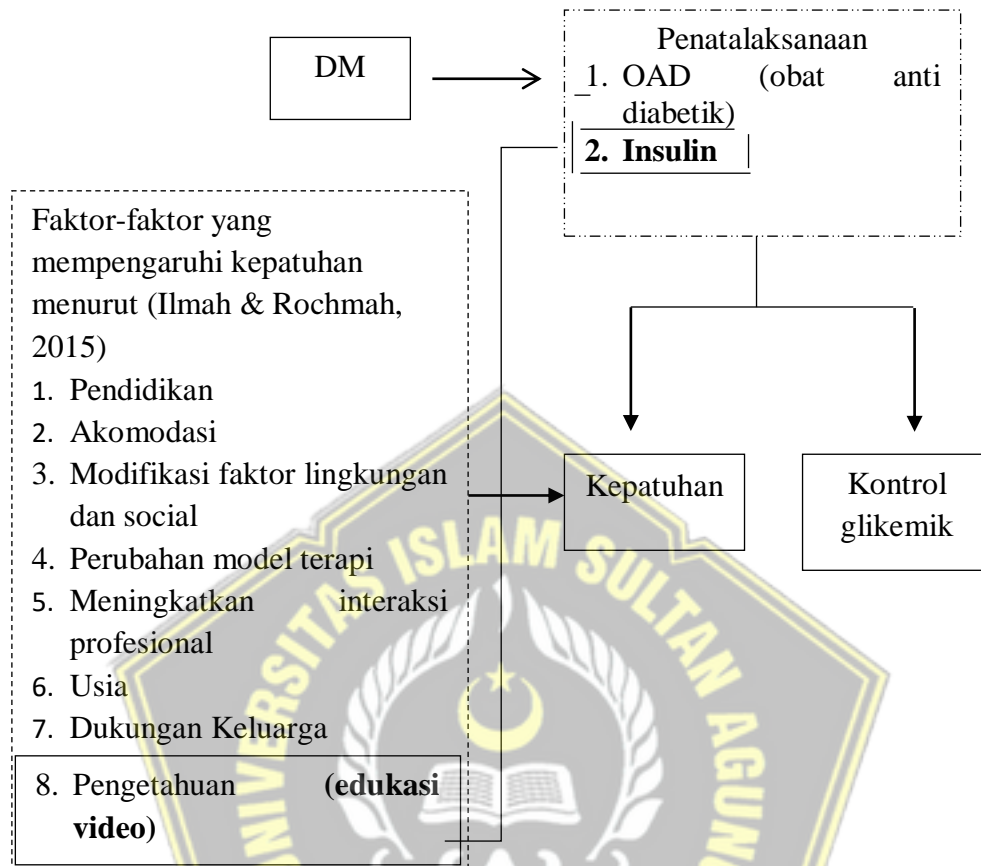 DM
Penatalaksanaan
1. OAD (obat anti
diabetik)
2. Insulin
Faktor-faktor yang
mempengaruhi kepatuhan
menurut (Ilmah & Rochmah,
2015)
1. Pendidikan
2. Akomodasi
3. Modifikasi faktor lingkungan
dan social
4. Perubahan model terapi
5. Meningkatkan interaksi
profesional
6. Usia
7. Dukungan Keluarga
8. Pengetahuan (edukasi
video)
Kepatuhan
Kontrol
glikemik
UNIVERSITAS ISLAM SULTAN AGUNG